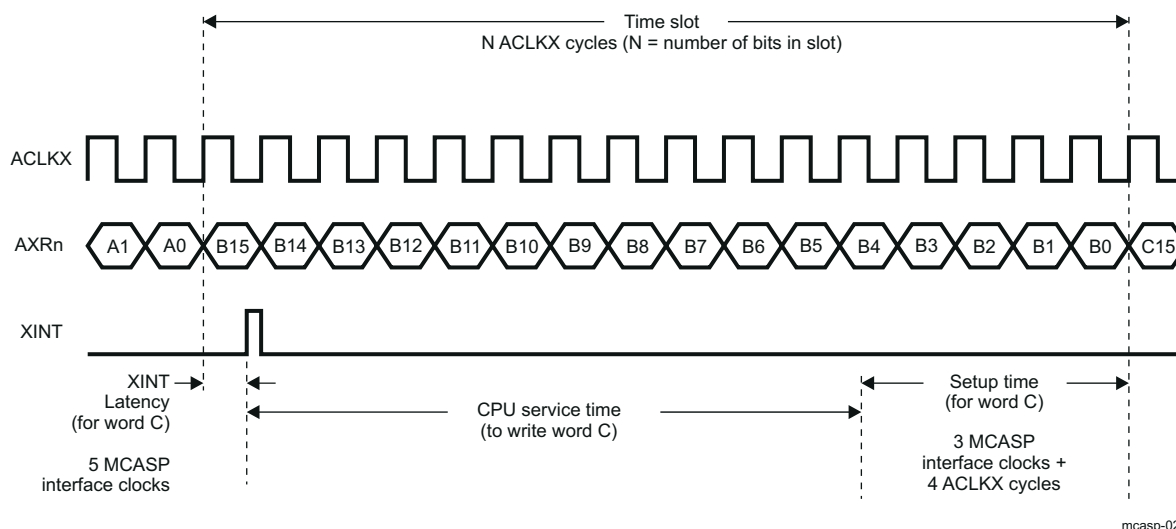 Time slot
N ACLKX cycles (N = number of bits in slot)
ACLKX
AXRn
A1 A0 B15 B14 B13 B12 B11 B10 B9 B8 B7 B6 B5 B4 B3 B2 B1 B0 C15
XINT
XINT
Latency
(for word C)
5 MCASP
interface clocks
CPU service time
(to write word C)
Setup time
(for word C)
3 MCASP
interface clocks +
4 ACLKX cycles
mcasp-02